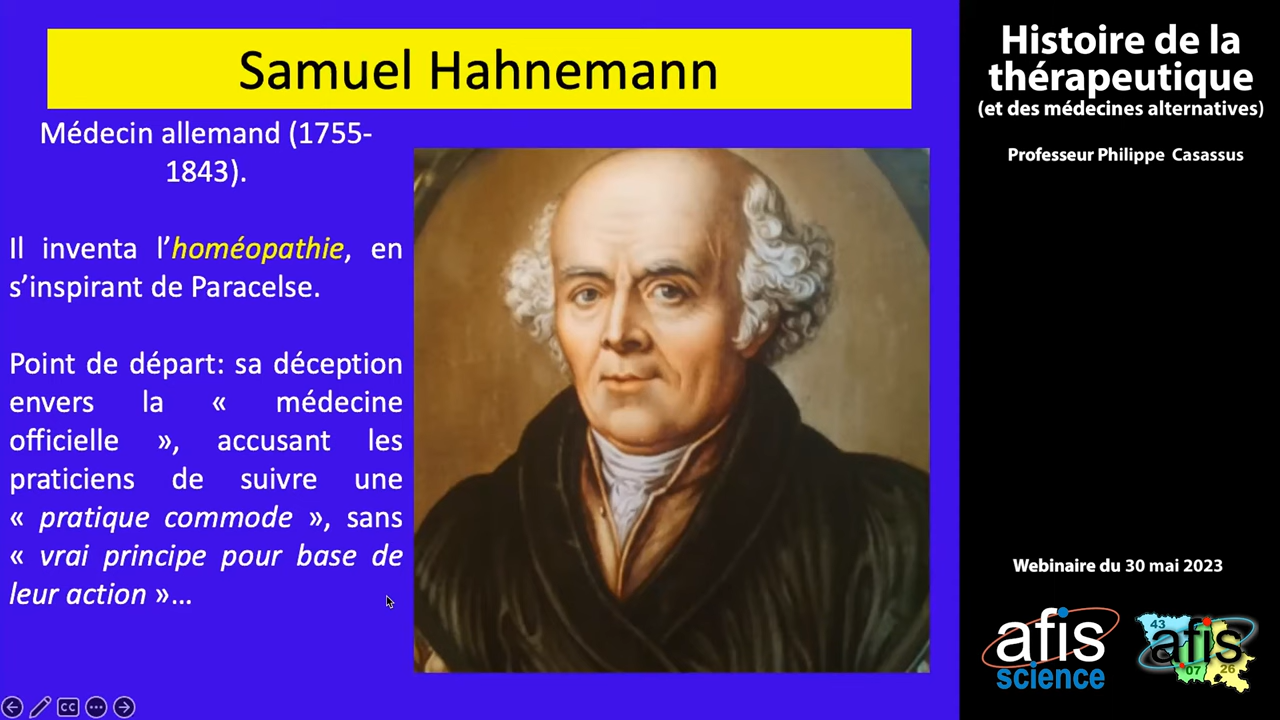 Samuel Hahnemann
Médecin allemand (1755-
1843).
Il inventa l’homéopathie, en
s’inspirant de Paracelse.
Point de départ: sa déception
envers la « médecine
officielle », accusant les
praticiens de suivre une
« pratique commode », sans
« vrai principe pour base de
leur action »…
Histoire de la
thérapeutique
(et des médecines alternatives)
Professeur Philippe Casassus
Webinaire du 30 mai 2023
afis
science
43
afis
07
26
CC